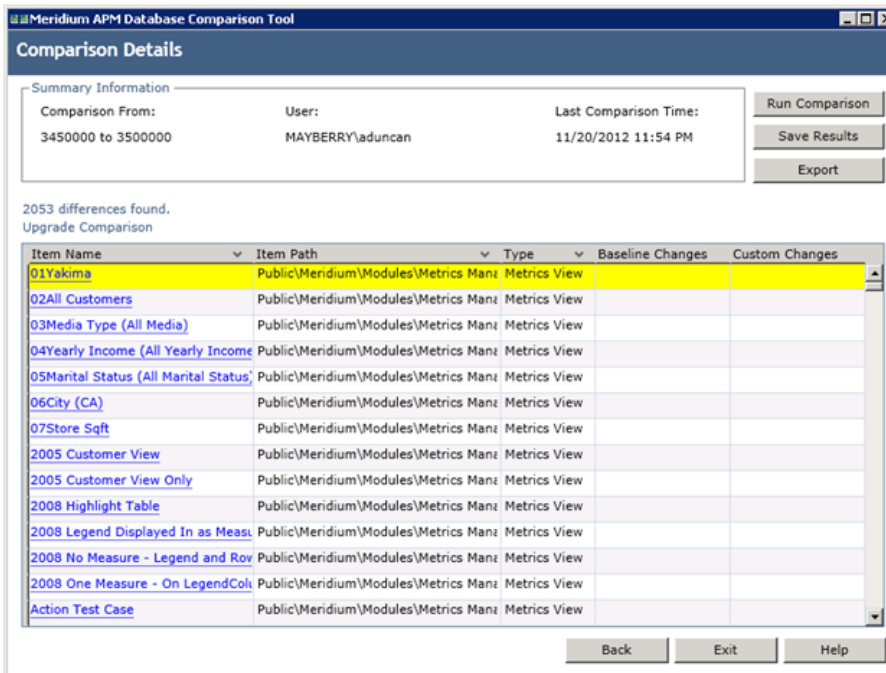 Meridium APM Database Comparison Tool
Comparison Details
Summary Information
Comparison From: User: Last Comparison Time:
3450000 to 3500000 MAYBERRY\aduncan 11/20/2012 11:54 PM
Run Comparison
Save Results
Export
2053 differences found.
Upgrade Comparison
Item Name Item Path Type Baseline Changes Custom Changes
01Yakima Public\Meridium\Modules\Metrics Mana Metrics View
02All Customers Public\Meridium\Modules\Metrics Mana Metrics View
03Media Type (All Media) Public\Meridium\Modules\Metrics Mana Metrics View
04Yearly Income (All Yearly Income Public\Meridium\Modules\Metrics Mana Metrics View
05Marital Status (All Marital Status) Public\Meridium\Modules\Metrics Mana Metrics View
06City (CA) Public\Meridium\Modules\Metrics Mana Metrics View
07Store Sqft Public\Meridium\Modules\Metrics Mana Metrics View
2005 Customer View Public\Meridium\Modules\Metrics Mana Metrics View
2005 Customer View Only Public\Meridium\Modules\Metrics Mana Metrics View
2008 Highlight Table Public\Meridium\Modules\Metrics Mana Metrics View
2008 Legend Displayed In as Measu Public\Meridium\Modules\Metrics Mana Metrics View
2008 No Measure - Legend and Row Public\Meridium\Modules\Metrics Mana Metrics View
2008 One Measure - On LegendColu Public\Meridium\Modules\Metrics Mana Metrics View
Action Test Case Public\Meridium\Modules\Metrics Mana Metrics View
Back Exit Help